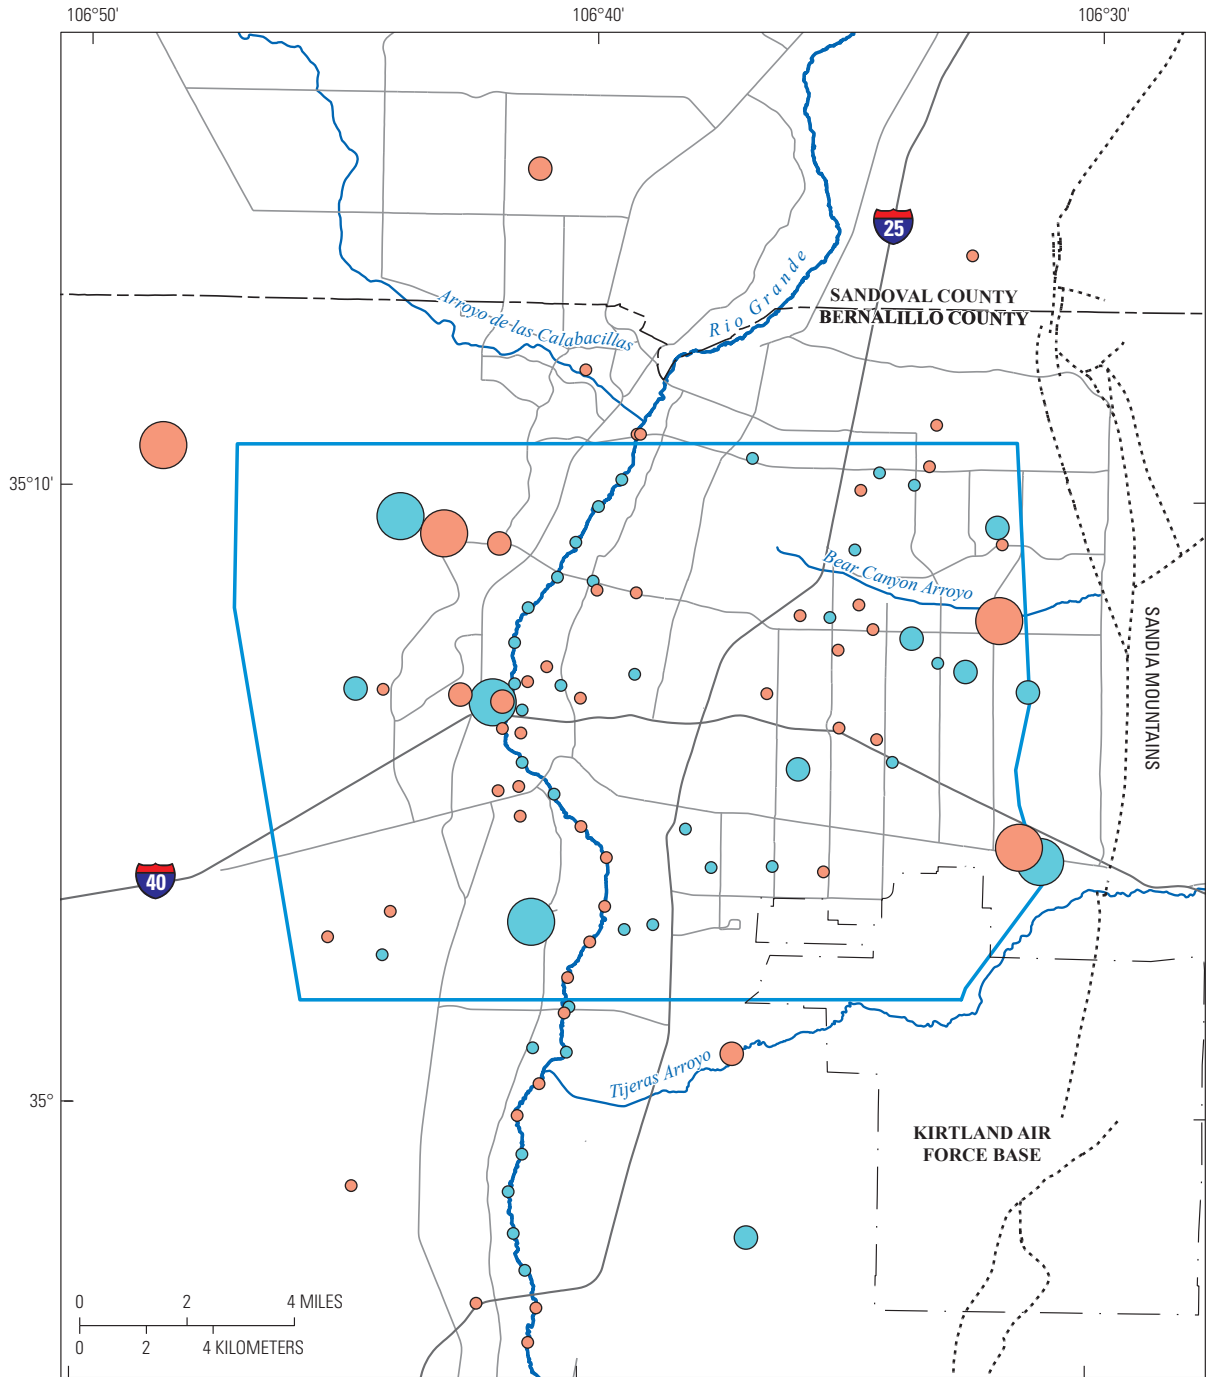 106°50'
106°40'
106°30'
25
Rio Grande
SANDOVAL COUNTY
BERNALILLO COUNTY
Arroyo-de-las-Calabacillas
35°10'
Bear Canyon Arroyo
SANDIA MOUNTAINS
40
Tijeras Arroyo
35°
KIRTLAND AIR
FORCE BASE
0 2 4 MILES
0 2 4 KILOMETERS